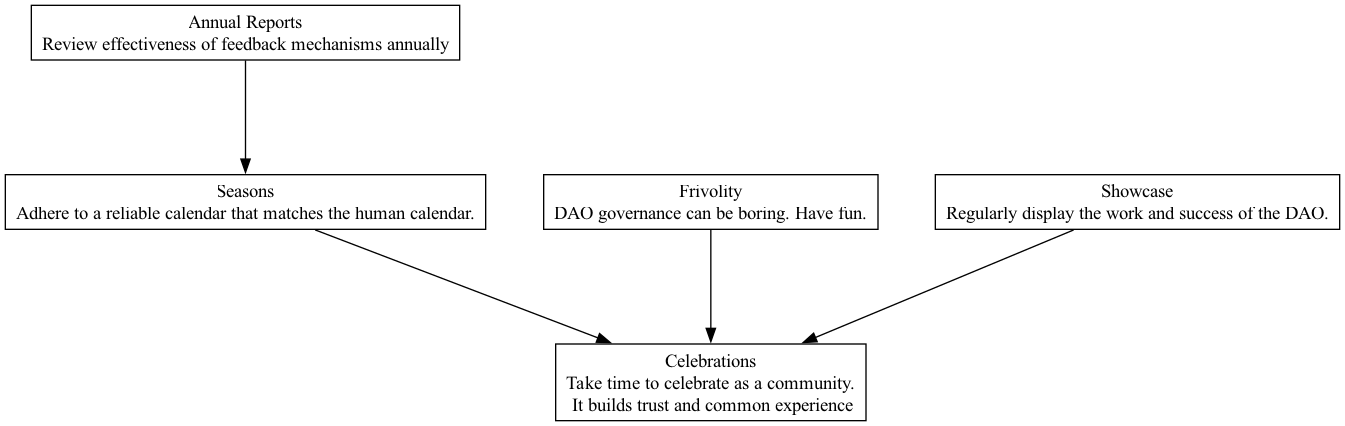 Annual Reports
Review effectiveness of feedback mechanisms annually
Seasons
Adhere to a reliable calendar that matches the human calendar.
Frivolity
DAO governance can be boring. Have fun.
Showcase
Regularly display the work and success of the DAO.
Celebrations
Take time to celebrate as a community.
It builds trust and common experience